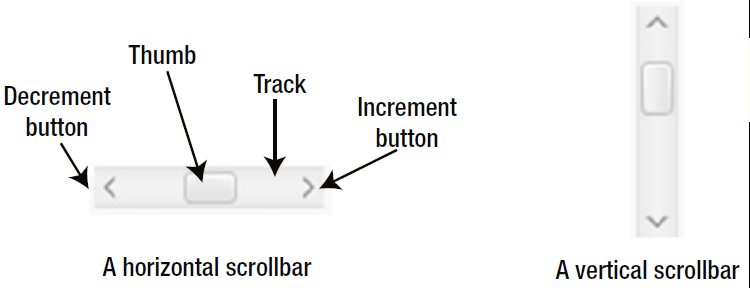 Thumb
Decrement
button
Track
Increment
button
A horizontal scrollbar
A vertical scrollbar